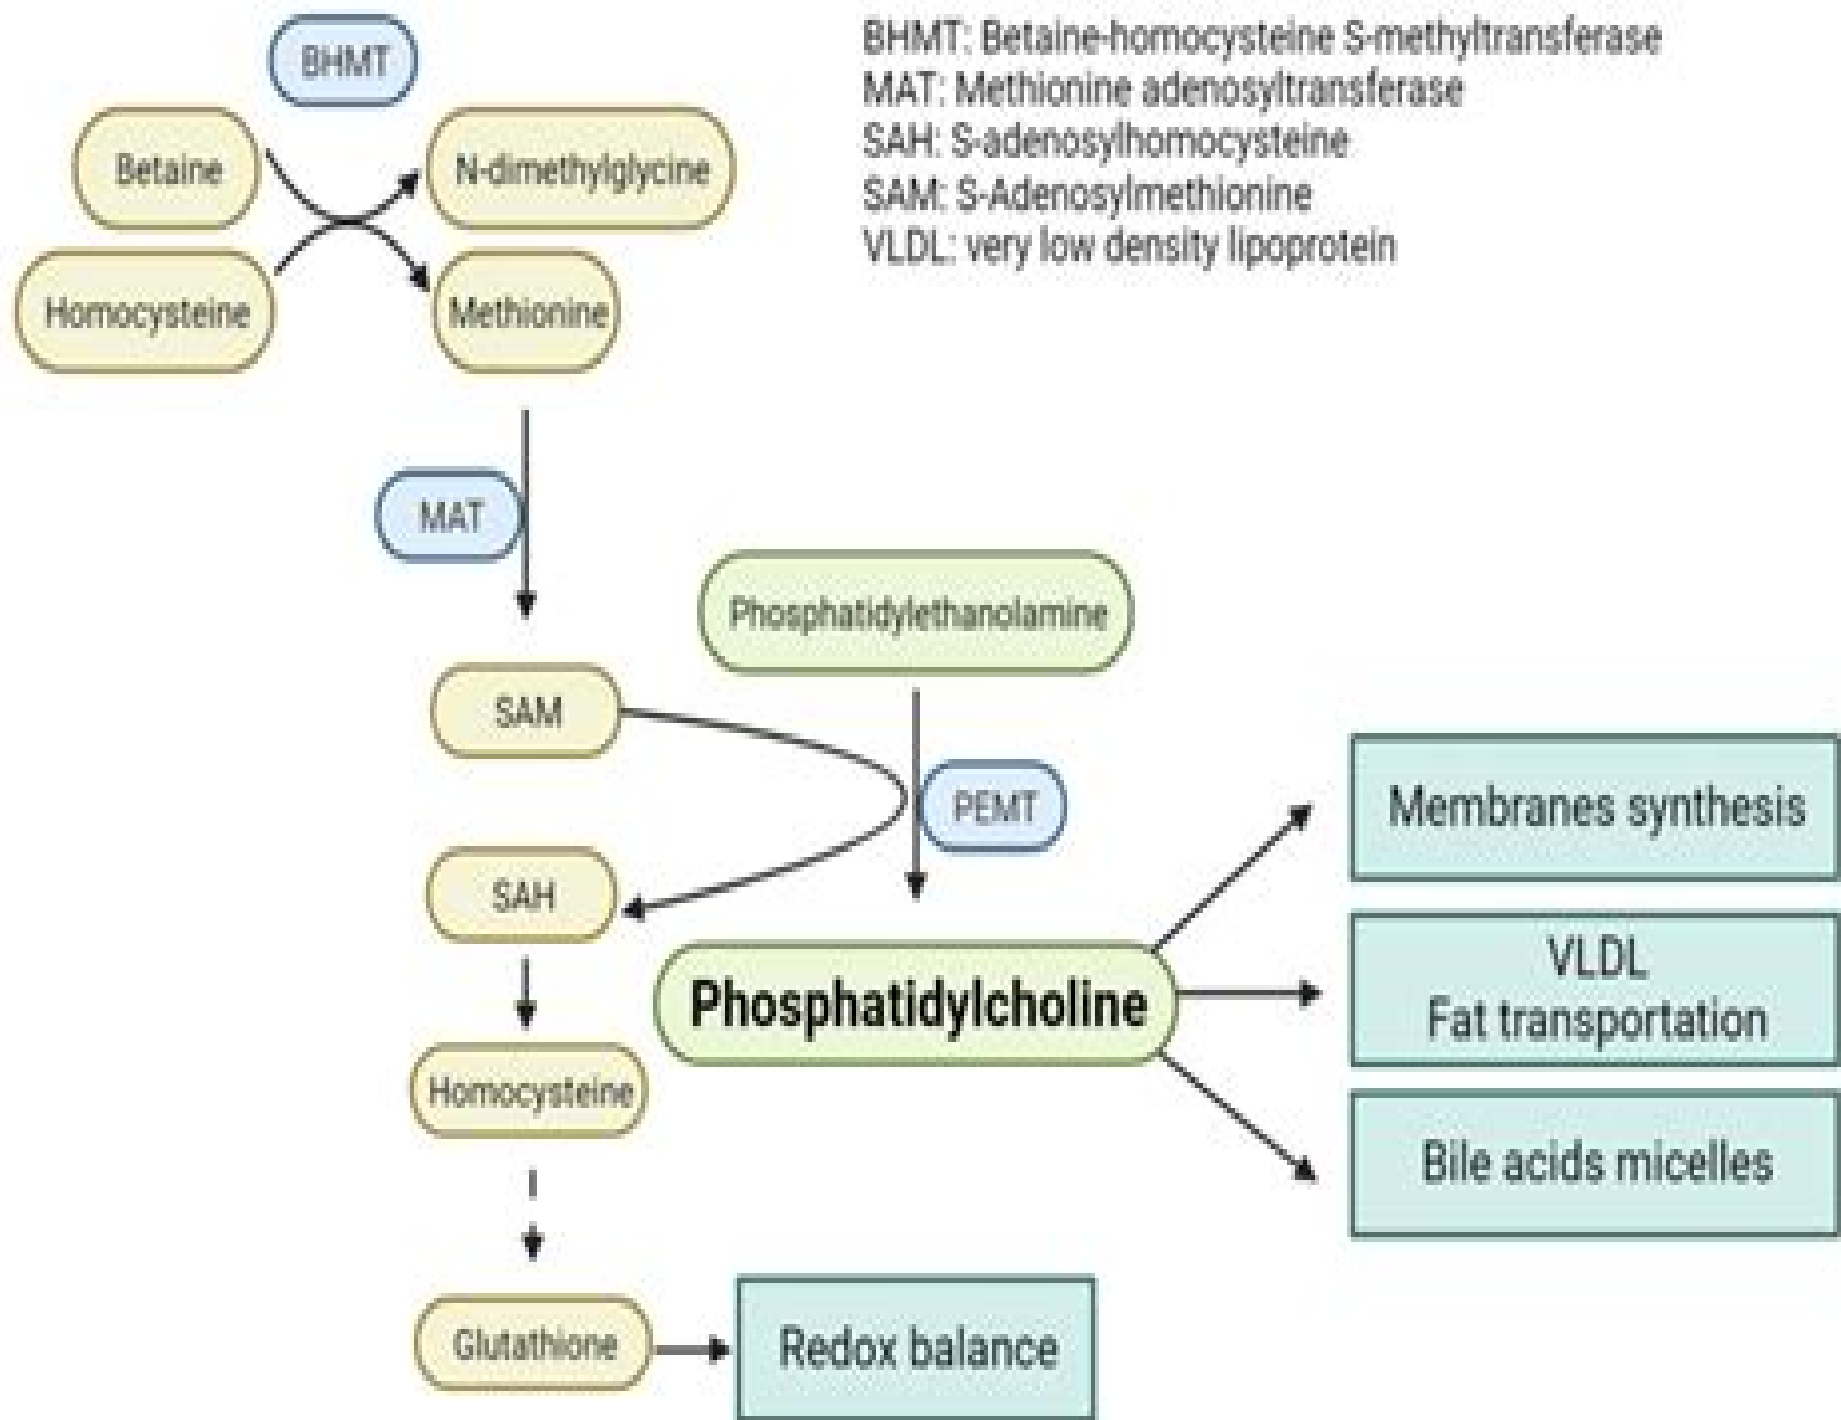 BHMT
BHMT: Betaine-homocysteine S-methyltransferase
MAT: Methionine adenosyltransferase
SAH: S-adenosylhomocysteine
SAM: S-Adenosylmethionine
VLDL: very low density lipoprotein
Betaine
N-dimethylglycine
Homocysteine
Methionine
MAT
Phosphatidylethanolamine
SAM
PEMT
SAH
Phosphatidylcholine
Membranes synthesis
VLDL
Fat transportation
Bile acids micelles
Homocysteine
Glutathione
Redox balance